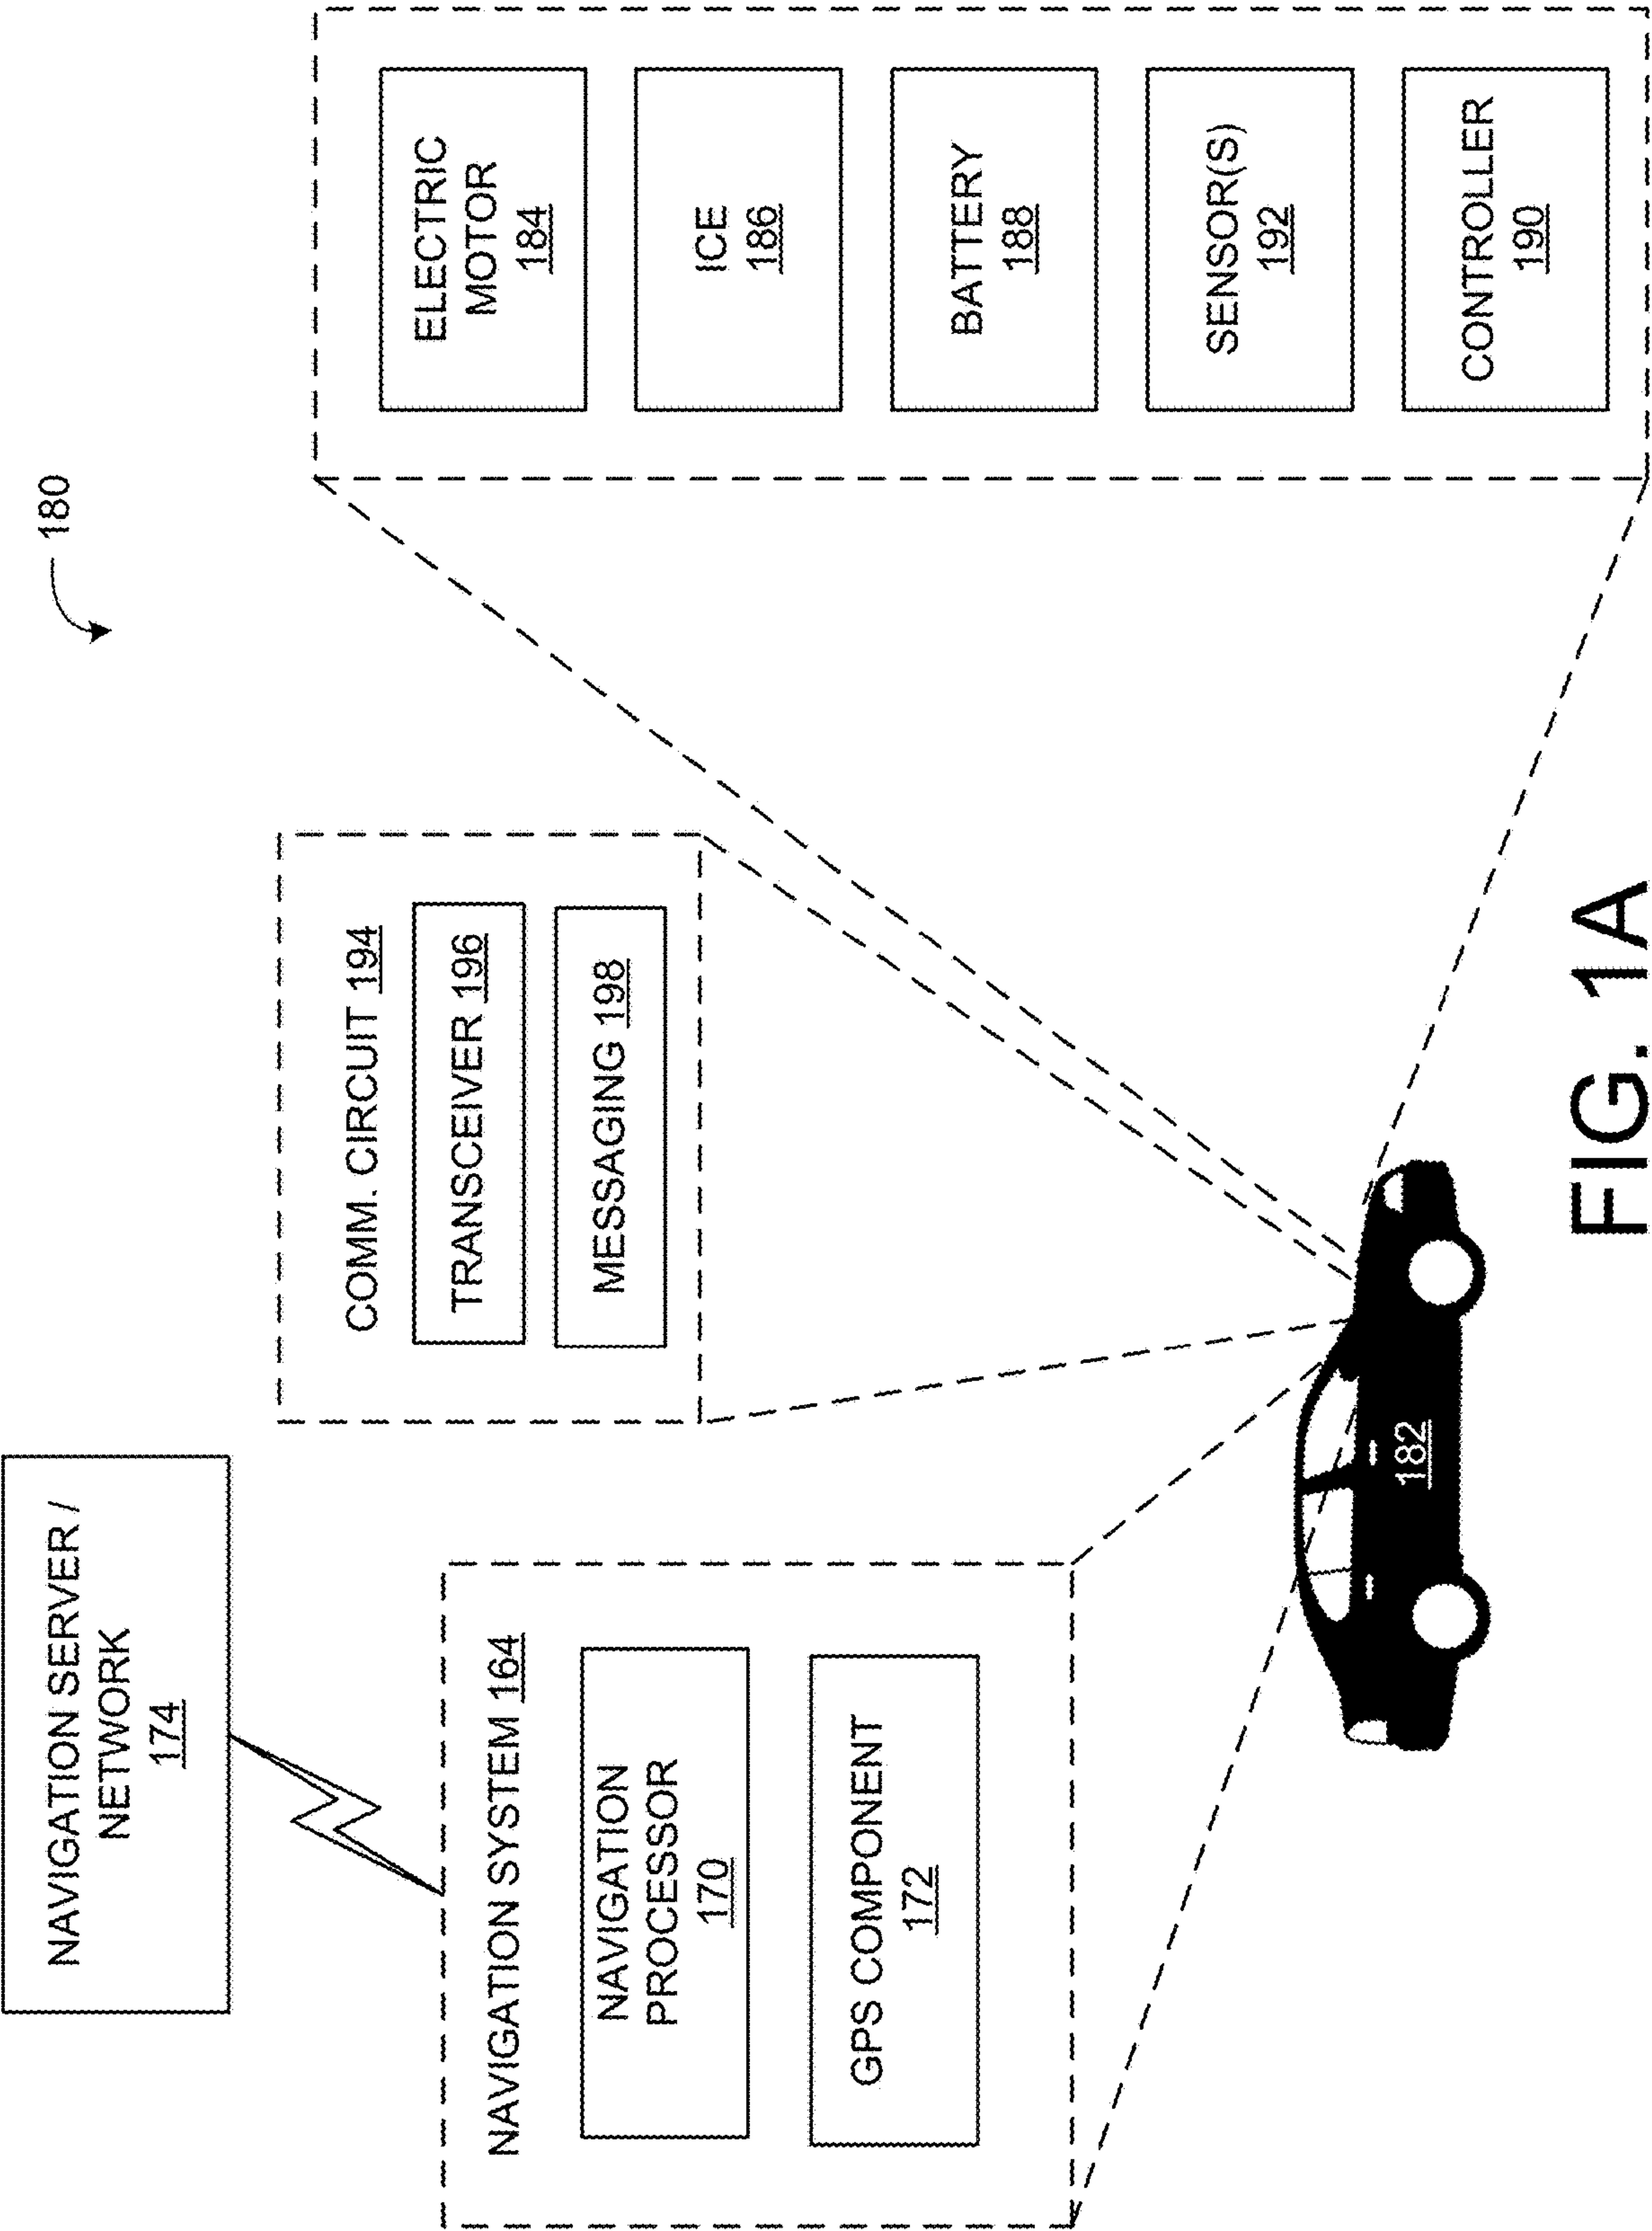 180
NAVIGATION SERVER /
NETWORK
174
NAVIGATION SYSTEM 164
NAVIGATION
PROCESSOR
170
GPS COMPONENT
172
COMM. CIRCUIT 194
TRANSCEIVER 196
MESSAGING 198
ELECTRIC
MOTOR
184
ICE
186
BATTERY
188
SENSOR(S)
192
CONTROLLER
190
182
FIG. 1A